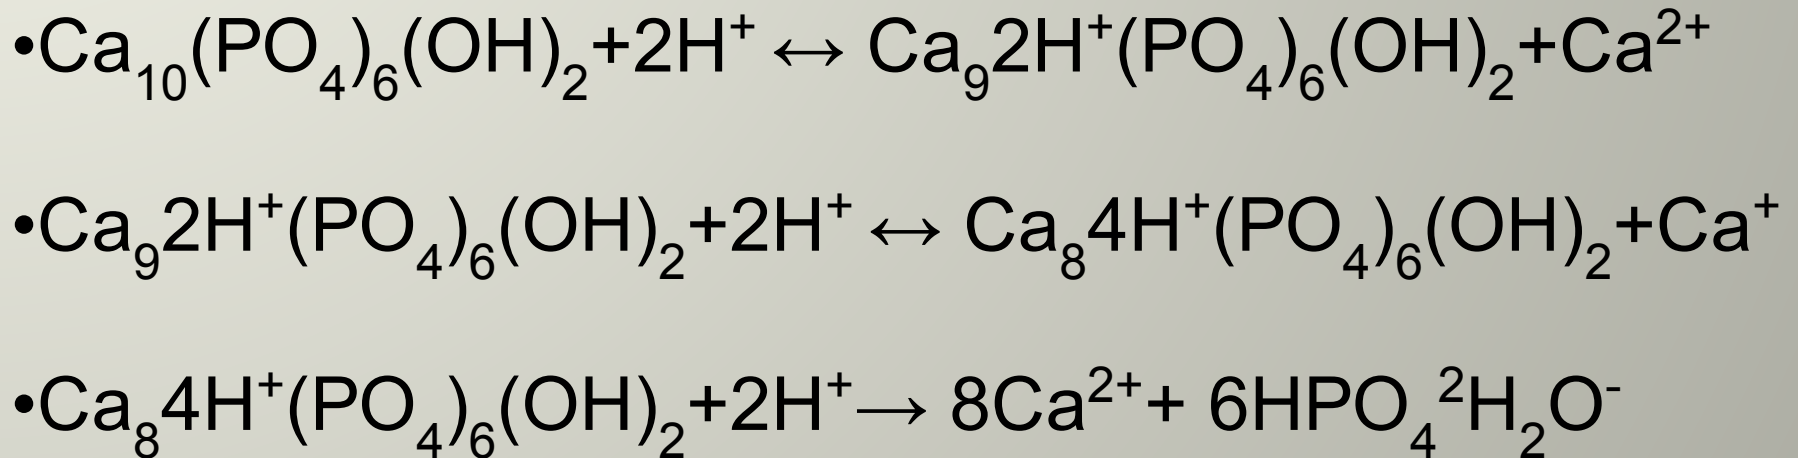 •Ca₁₀(PO₄)₆(OH)₂+2H⁺ ↔ Ca₉2H⁺(PO₄)₆(OH)₂+Ca²⁺
•Ca₉2H⁺(PO₄)₆(OH)₂+2H⁺ ↔ Ca₈4H⁺(PO₄)₆(OH)₂+Ca⁺
•Ca₈4H⁺(PO₄)₆(OH)₂+2H⁺→ 8Ca²⁺+ 6HPO₄²H₂O⁻